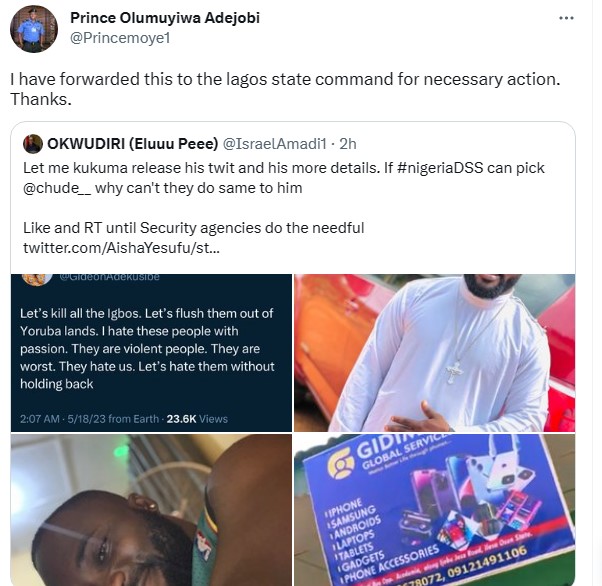 Prince Olumuyiwa Adejobi
@Princemoye1
I have forwarded this to the lagos state command for necessary action.
Thanks.
OKWUDIRI (Eluuu Peee) @IsraelAmadi1 · 2h
Let me kukuma release his twit and his more details. If #nigeriaDSS can pick
@chude__ why can't they do same to him
Like and RT until Security agencies do the needful
twitter.com/AishaYesufu/st...
@GideonAdekusibe
Let's kill all the Igbos. Let's flush them out of
Yoruba lands. I hate these people with
passion. They are violent people. They are
worst. They hate us. Let's hate them without
holding back
2:07 AM · 5/18/23 from Earth · 23.6K Views
GLOBAL SERVICE
IPHONE
SAMSUNG
ANDROIDS
LAPTOPS
TABLETS
GADGETS
PHONE ACCESSORIES
78072, 09121491106